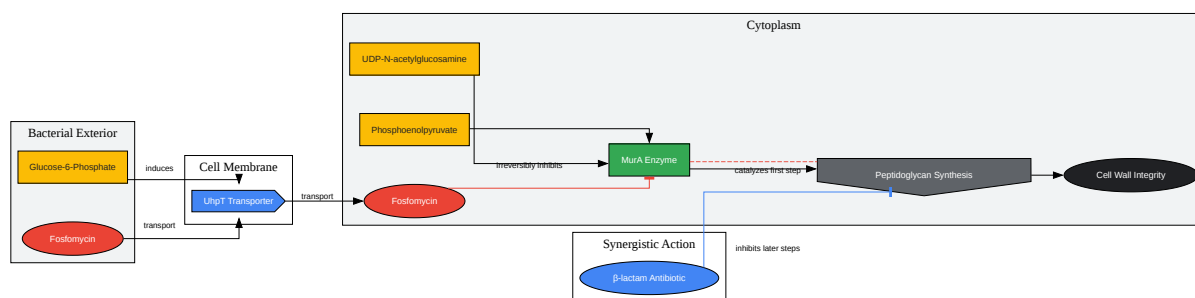 Cytoplasm
UDP-N-acetylglucosamine
Bacterial Exterior
Phosphoenolpyruvate
Glucose-6-Phosphate
induces
Cell Membrane
Irreversibly inhibits
MurA Enzyme
catalyzes first step
Peptidoglycan Synthesis
Cell Wall Integrity
UhpT Transporter
transport
Fosfomycin
Fosfomycin
transport
Synergistic Action
inhibits later steps
β-lactam Antibiotic